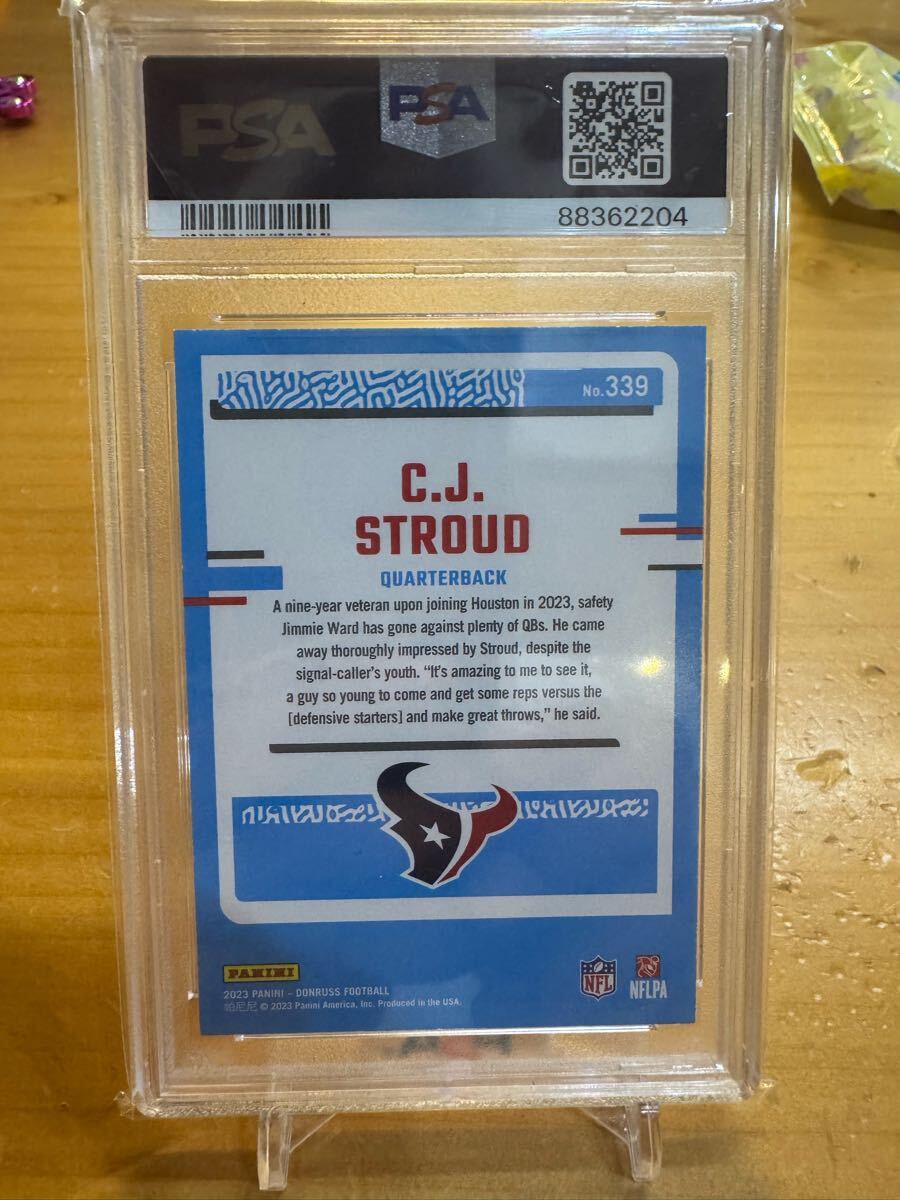 PSA
PSA
88362204
No.339
C.J.
STROUD
QUARTERBACK
A nine-year veteran upon joining Houston in 2023, safety
Jimmie Ward has gone against plenty of QBs. He came
away thoroughly impressed by Stroud, despite the
signal-caller's youth. “It's amazing to me to see it,
a guy so young to come and get some reps versus the
[defensive starters] and make great throws,” he said.
PANINI
2023 PANINI – DONRUSS FOOTBALL
帕尼尼 © 2023 Panini America, Inc. Produced in the USA.
NFL
NFLPA